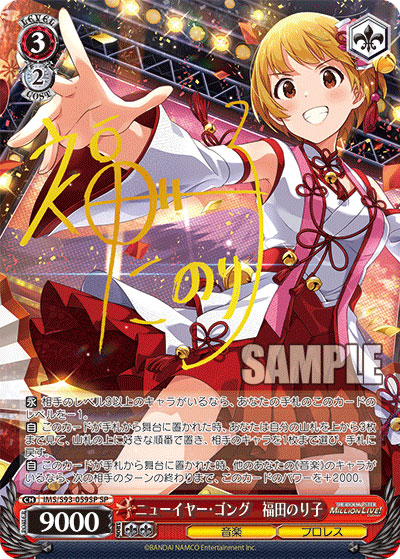 LEVEL
3
2
COST
福田のり子
SAMPLE
永 相手のレベル3以上のキャラがいるなら、あなたの手札のこのカードの
レベルを－1。
自 このカードが手札から舞台に置かれた時、あなたは自分の山札を上から3枚
まで見て、山札の上に好きな順番で置き、相手のキャラを1枚まで選び、手札に
戻す。
自 このカードが手札から舞台に置かれた時、他のあなたの《音楽》のキャラが
いるなら、次の相手のターンの終わりまで、このカードのパワーを＋2000。
CH IMS/S93-059SP SP
POWER
9000
ニューイヤー・ゴング 福田のり子
THE IDOLM@STER
MILLION LIVE!
音楽
プロレス
©BANDAI NAMCO Entertainment Inc.